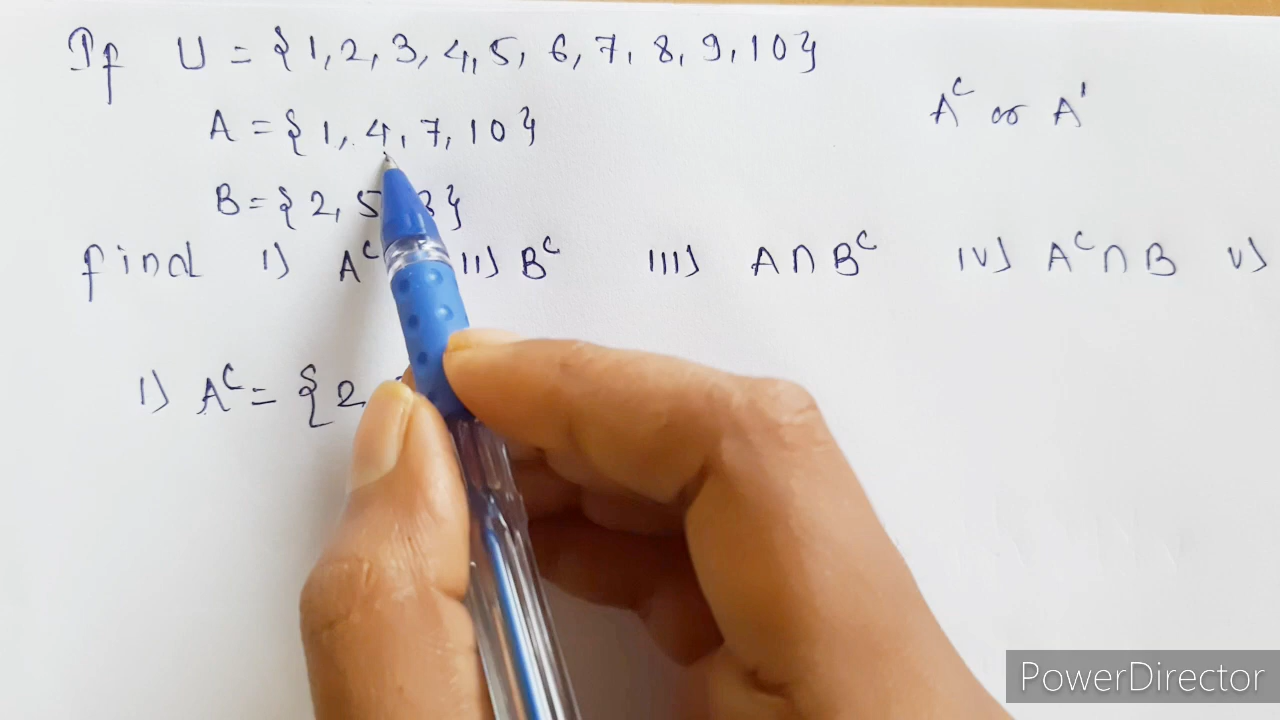 If U = {1, 2, 3, 4, 5, 6, 7, 8, 9, 10}
A = {1, 4, 7, 10}
A^c or A'
B = {2, 5 8}
find i) A^c ii) B^c iii) A ∩ B^c iv) A^c ∩ B v)
i) A^c = {2,
PowerDirector